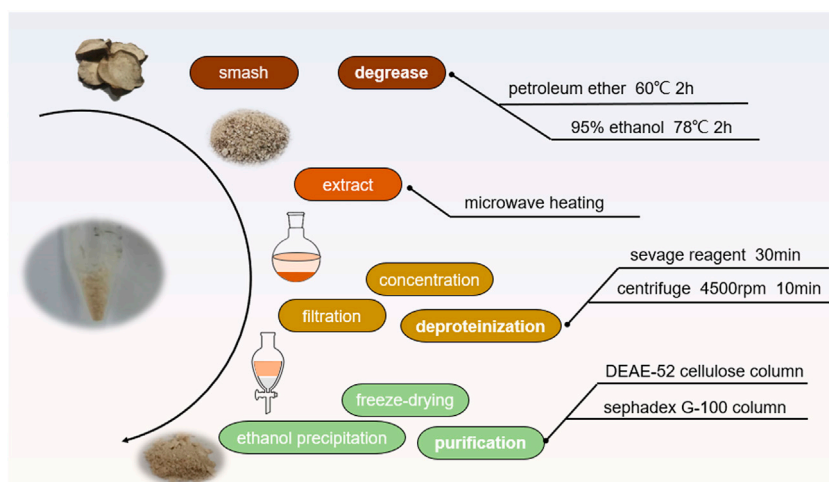 smash
degrease
petroleum ether 60℃ 2h
95% ethanol 78℃ 2h
extract
microwave heating
concentration
filtration
deproteinization
sevage reagent 30min
centrifuge 4500rpm 10min
freeze-drying
ethanol precipitation
purification
DEAE-52 cellulose column
sephadex G-100 column